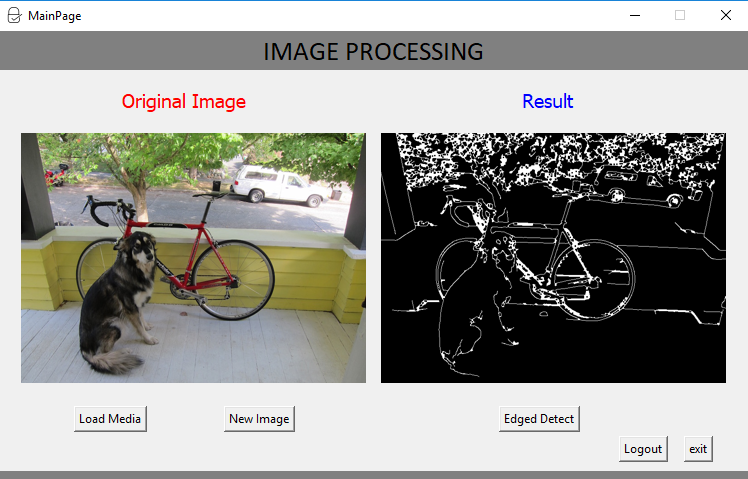 MainPage
IMAGE PROCESSING
Original Image
Result
Load Media
New Image
Edged Detect
Logout
exit